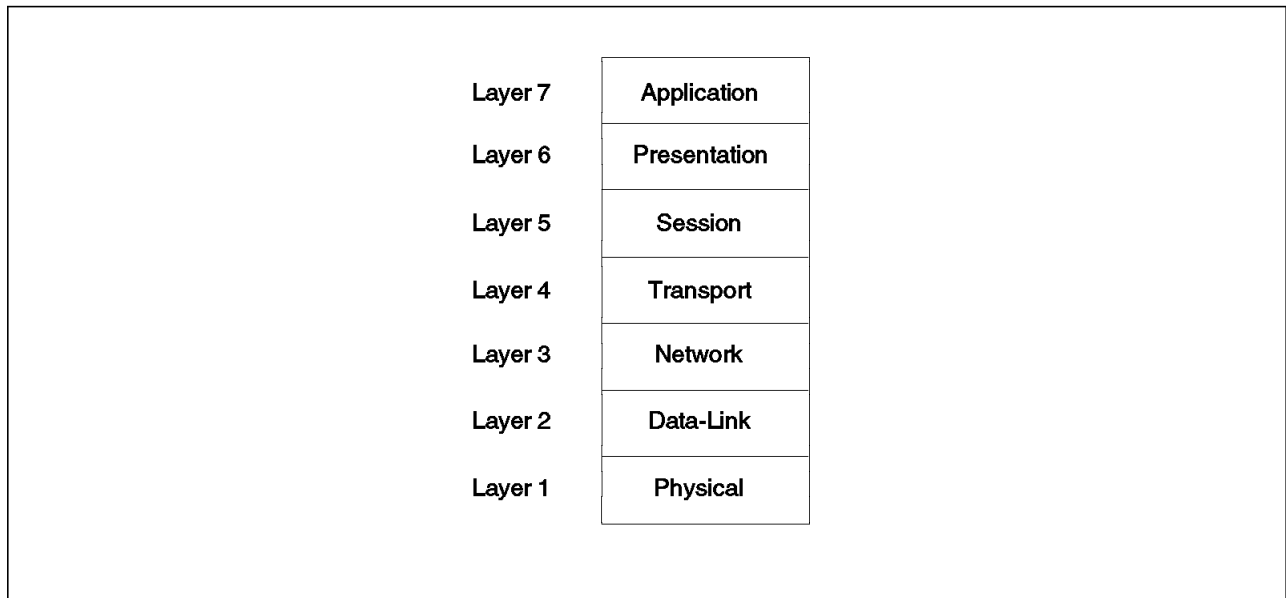 Layer 7 Application
Layer 6 Presentation
Layer 5 Session
Layer 4 Transport
Layer 3 Network
Layer 2 Data-Link
Layer 1 Physical